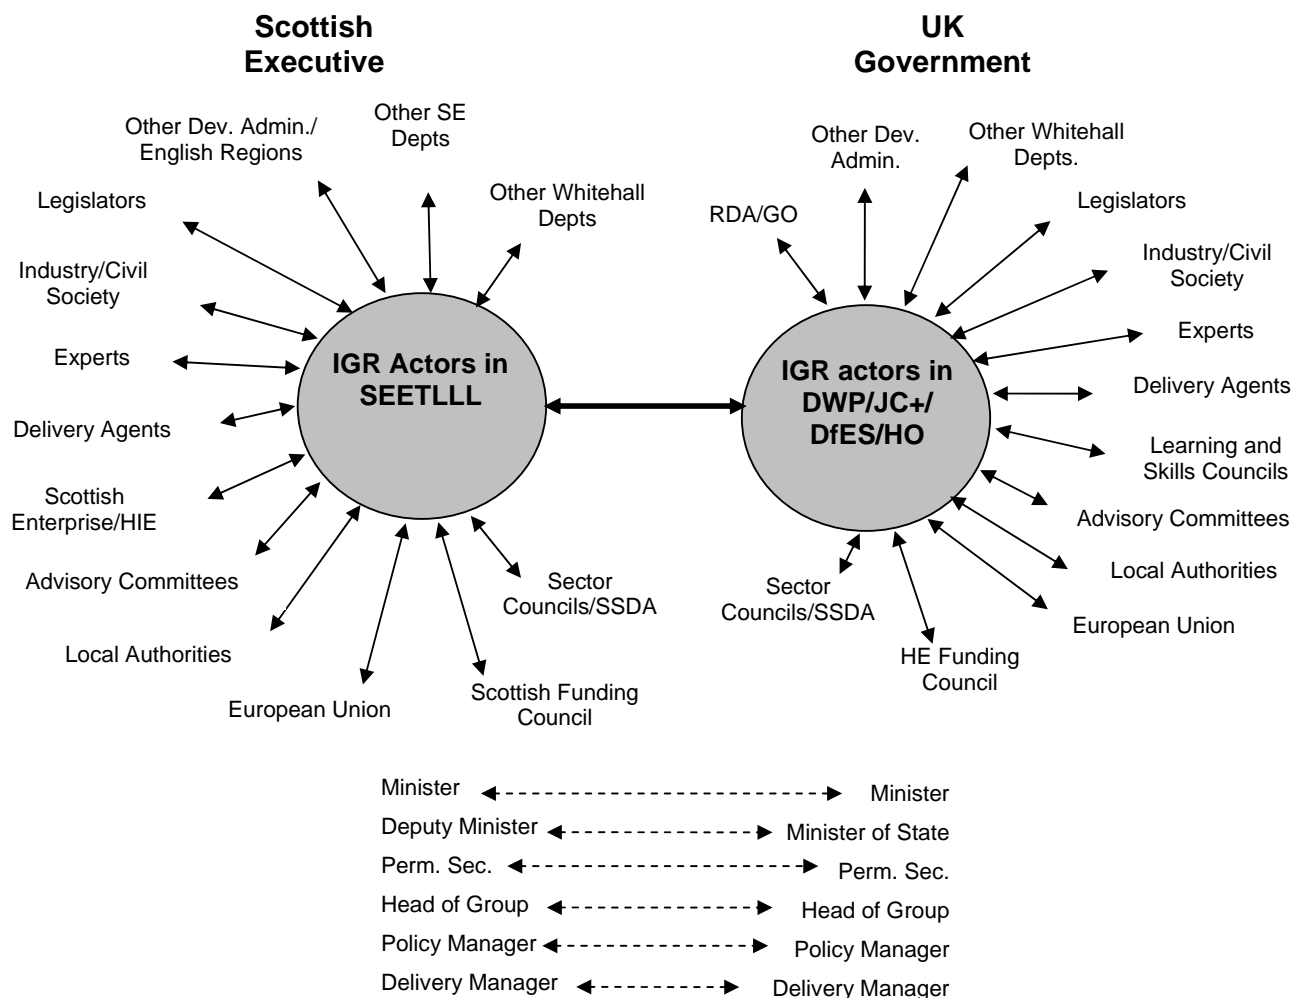 Scottish
Executive
UK
Government
Other Dev. Admin./
English Regions
Other SE
Depts
Other Whitehall
Depts
Legislators
Industry/Civil
Society
Experts
Delivery Agents
Scottish
Enterprise/HIE
Advisory Committees
Local Authorities
European Union
Scottish Funding
Council
Sector
Councils/SSDA
IGR Actors in
SEETLLL
RDA/GO
Other Dev.
Admin.
Other Whitehall
Depts.
Legislators
Industry/Civil
Society
Experts
Delivery Agents
Learning and
Skills Councils
Advisory Committees
Local Authorities
European Union
HE Funding
Council
Sector
Councils/SSDA
IGR actors in
DWP/JC+/
DfES/HO
Minister Minister
Deputy Minister Minister of State
Perm. Sec. Perm. Sec.
Head of Group Head of Group
Policy Manager Policy Manager
Delivery Manager Delivery Manager